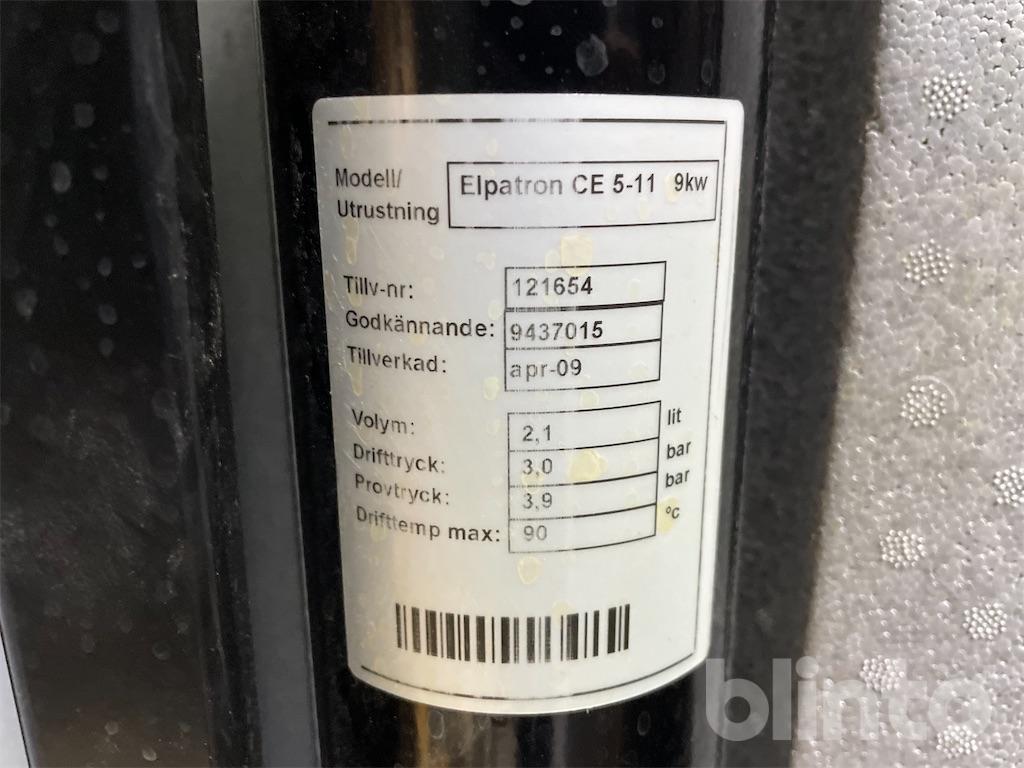 Modell/ Elpatron CE 5-11 9kw
Utrustning
Tillv-nr: 121654
Godkännande: 9437015
Tillverkad: apr-09
Volym: 2,1 lit
Drifttryck: 3,0 bar
Provtryck: 3,9 bar
Drifttemp max: 90 °c
blinto